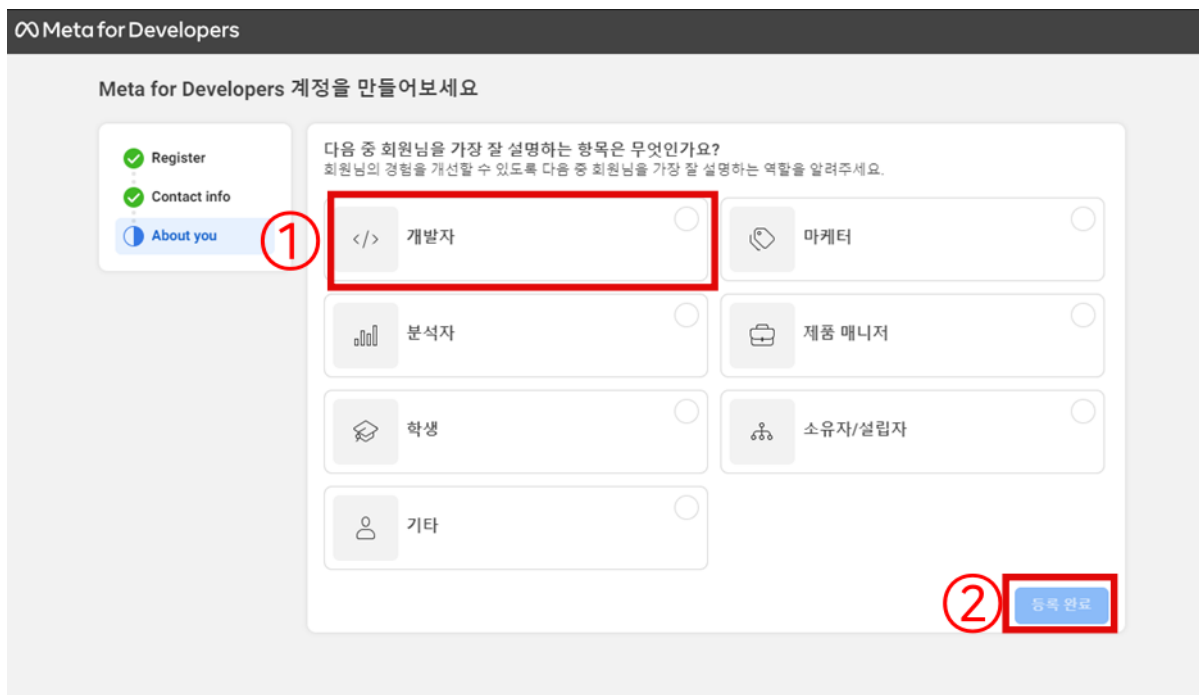 Meta for Developers
Meta for Developers 계정을 만들어보세요
Register
Contact info
About you
다음 중 회원님을 가장 잘 설명하는 항목은 무엇인가요?
회원님의 경험을 개선할 수 있도록 다음 중 회원님을 가장 잘 설명하는 역할을 알려주세요.
①
</> 개발자
마케터
분석자
제품 매니저
학생
소유자/설립자
기타
②
등록 완료